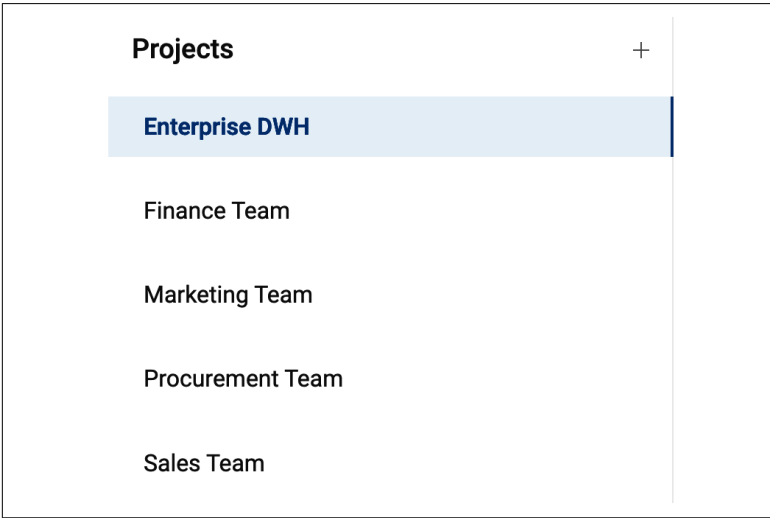 Projects +
Enterprise DWH
Finance Team
Marketing Team
Procurement Team
Sales Team